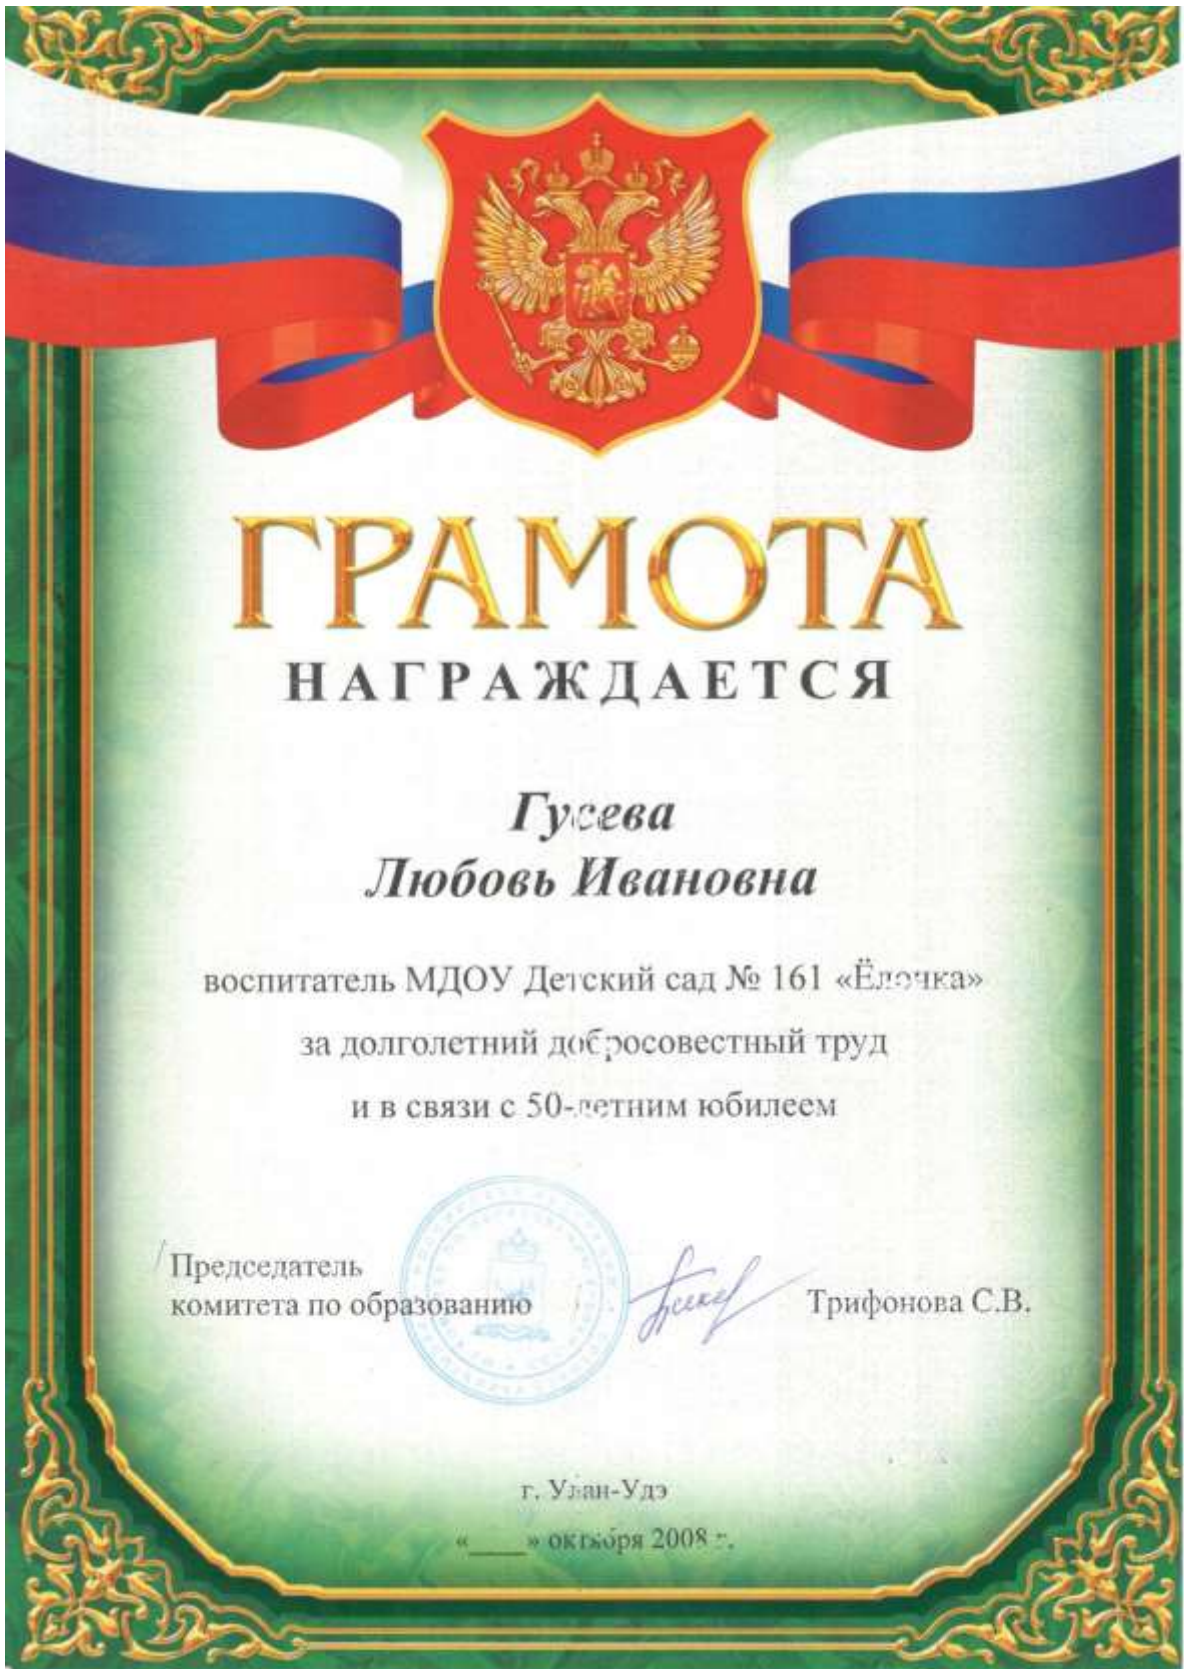 ГРАМОТА
НАГРАЖДАЕТСЯ
Гусева
Любовь Ивановна
воспитатель МДОУ Детский сад № 161 «Ёлочка»
за долголетний добросовестный труд
и в связи с 50-летним юбилеем
Председатель
комитета по образованию
Трифонова С.В.
г. Улан-Удэ
«____» октября 2008 г.